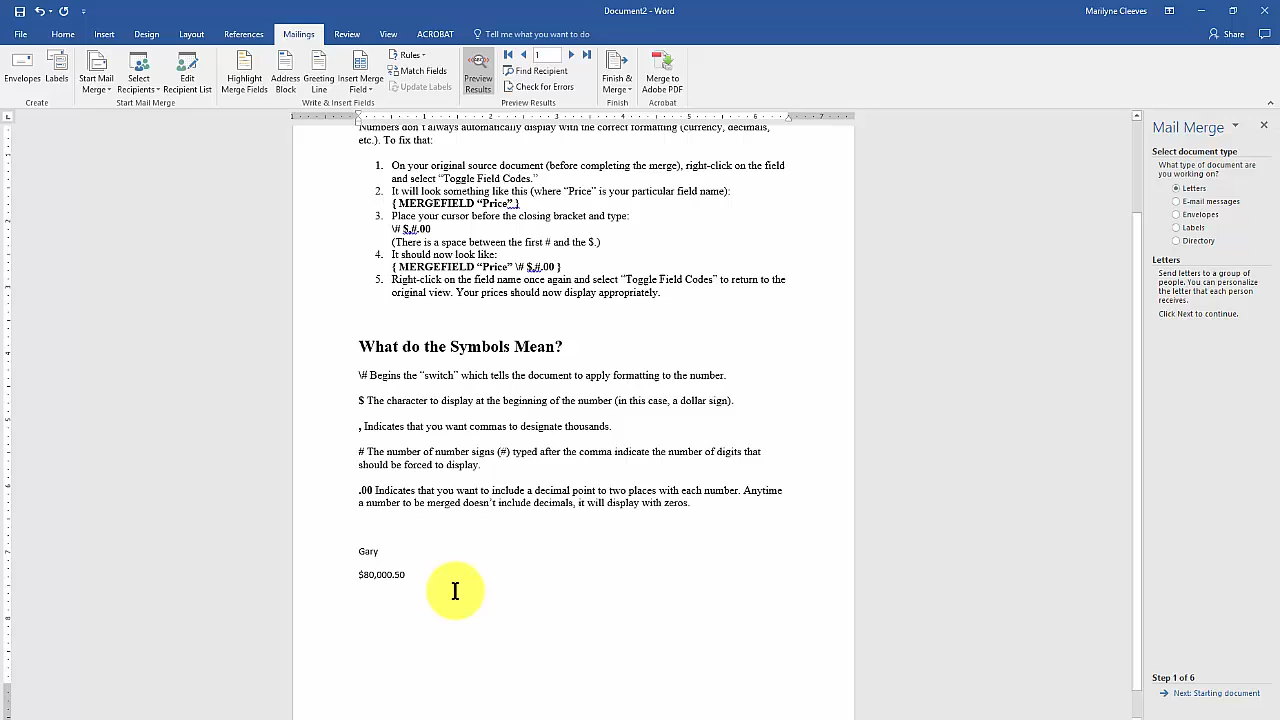 Document2 - Word
Marilyne Cleeves
File Home Insert Design Layout References Mailings Review View ACROBAT Tell me what you want to do
Share
Envelopes Labels
Create
Start Mail Merge
Select Recipients
Edit Recipient List
Start Mail Merge
Highlight Merge Fields
Address Block
Greeting Line
Insert Merge Field
Rules
Match Fields
Update Labels
Write & Insert Fields
Preview Results
1
Find Recipient
Check for Errors
Preview Results
Finish & Merge
Finish
Merge to Adobe PDF
Acrobat
Numbers don't always automatically display with the correct formatting (currency, decimals,
etc.). To fix that:
1. On your original source document (before completing the merge), right-click on the field
and select “Toggle Field Codes.”
2. It will look something like this (where “Price” is your particular field name):
{ MERGEFIELD “Price” }
3. Place your cursor before the closing bracket and type:
\# $,#.00
(There is a space between the first # and the $.)
4. It should now look like:
{ MERGEFIELD “Price” \# $,#.00 }
5. Right-click on the field name once again and select “Toggle Field Codes” to return to the
original view. Your prices should now display appropriately.
What do the Symbols Mean?
\# Begins the “switch” which tells the document to apply formatting to the number.
$ The character to display at the beginning of the number (in this case, a dollar sign).
, Indicates that you want commas to designate thousands.
# The number of number signs (#) typed after the comma indicate the number of digits that
should be forced to display.
.00 Indicates that you want to include a decimal point to two places with each number. Anytime
a number to be merged doesn’t include decimals, it will display with zeros.
Gary
$80,000.50
Mail Merge
Select document type
What type of document are
you working on?
Letters
E-mail messages
Envelopes
Labels
Directory
Letters
Send letters to a group of
people. You can personalize
the letter that each person
receives.
Click Next to continue.
Step 1 of 6
Next: Starting document